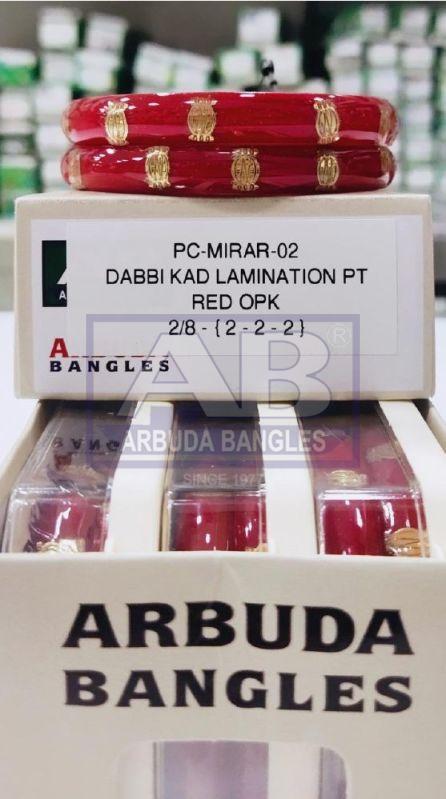 PC-MIRAR-02
DABBI KAD LAMINATION PT
RED OPK
2/8 - { 2 - 2 - 2 }
ARBUDA
BANGLES
AB®
ARBUDA BANGLES
SINCE 197
ARBUDA
BANGLES